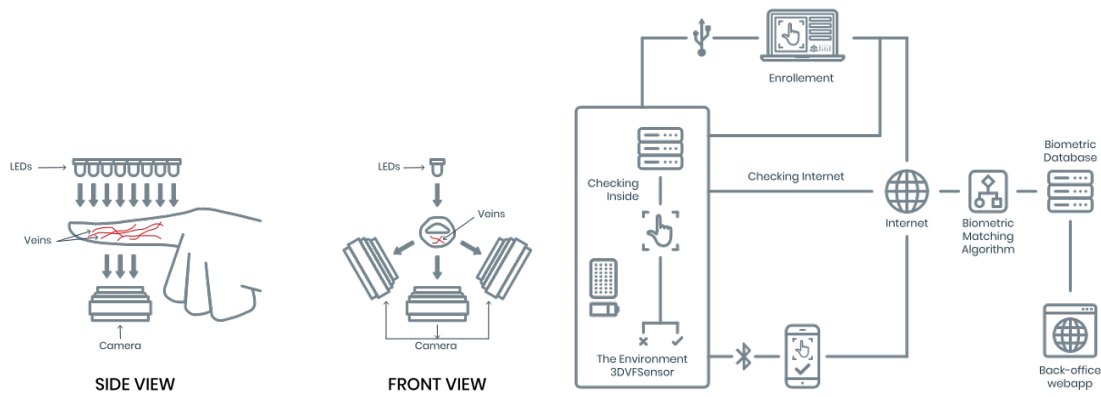 LEDs
Veins
Camera
SIDE VIEW
LEDs
Veins
Camera
FRONT VIEW
Enrollement
Checking
Inside
The Environment
3DVFSensor
Checking Internet
Internet
Biometric
Matching
Algorithm
Biometric
Database
Back-office
webapp